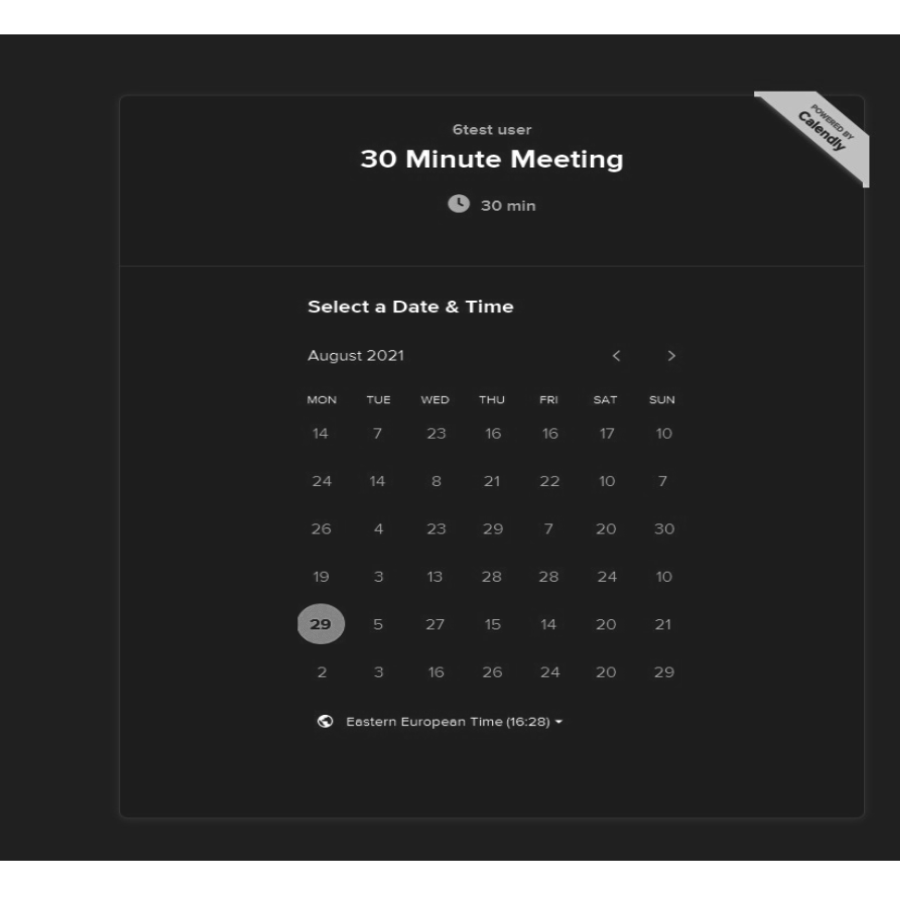 POWERED BY
Calendly
6test user
30 Minute Meeting
30 min
Select a Date & Time
August 2021
MON TUE WED THU FRI SAT SUN
14 7 23 16 16 17 10
24 14 8 21 22 10 7
26 4 23 29 7 20 30
19 3 13 28 28 24 10
29 5 27 15 14 20 21
2 3 16 26 24 20 29
Eastern European Time (16:28)